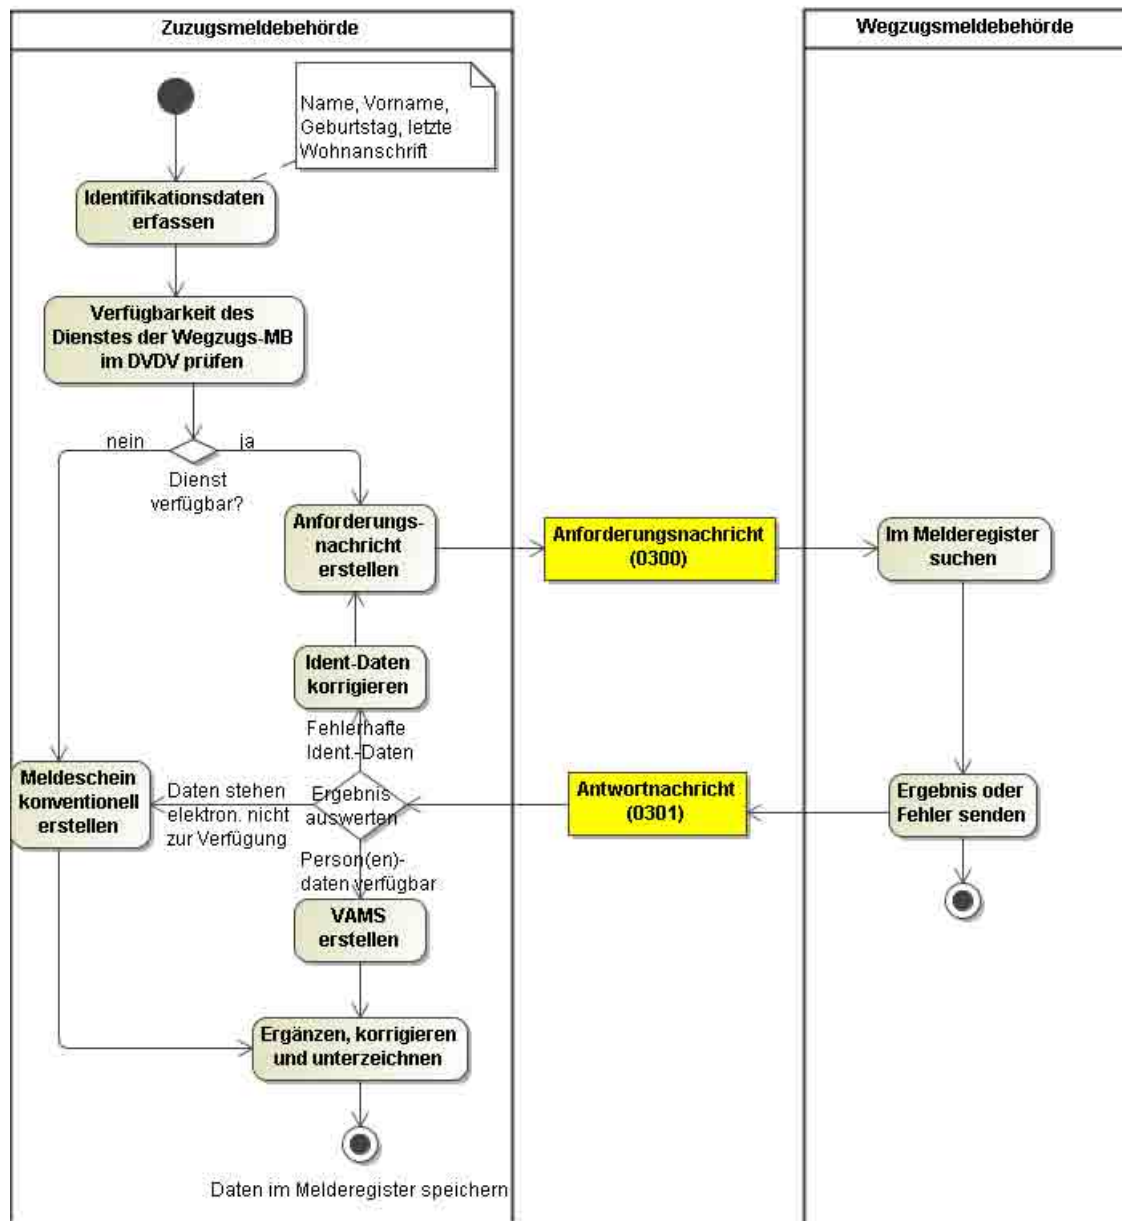 Zuzugsmeldebehörde
Wegzugsmeldebehörde
Name, Vorname,
Geburtstag, letzte
Wohnanschrift
Identifikationsdaten
erfassen
Verfügbarkeit des
Dienstes der Wegzugs-MB
im DVDV prüfen
nein
ja
Dienst
verfügbar?
Anforderungs-
nachricht
erstellen
Anforderungsnachricht
(0300)
Im Melderegister
suchen
Ident-Daten
korrigieren
Fehlerhafte
Ident.-Daten
Meldeschein
konventionell
erstellen
Daten stehen
elektron. nicht
zur Verfügung
Ergebnis
auswerten
Antwortnachricht
(0301)
Ergebnis oder
Fehler senden
Person(en)-
daten verfügbar
VAMS
erstellen
Ergänzen, korrigieren
und unterzeichnen
Daten im Melderegister speichern